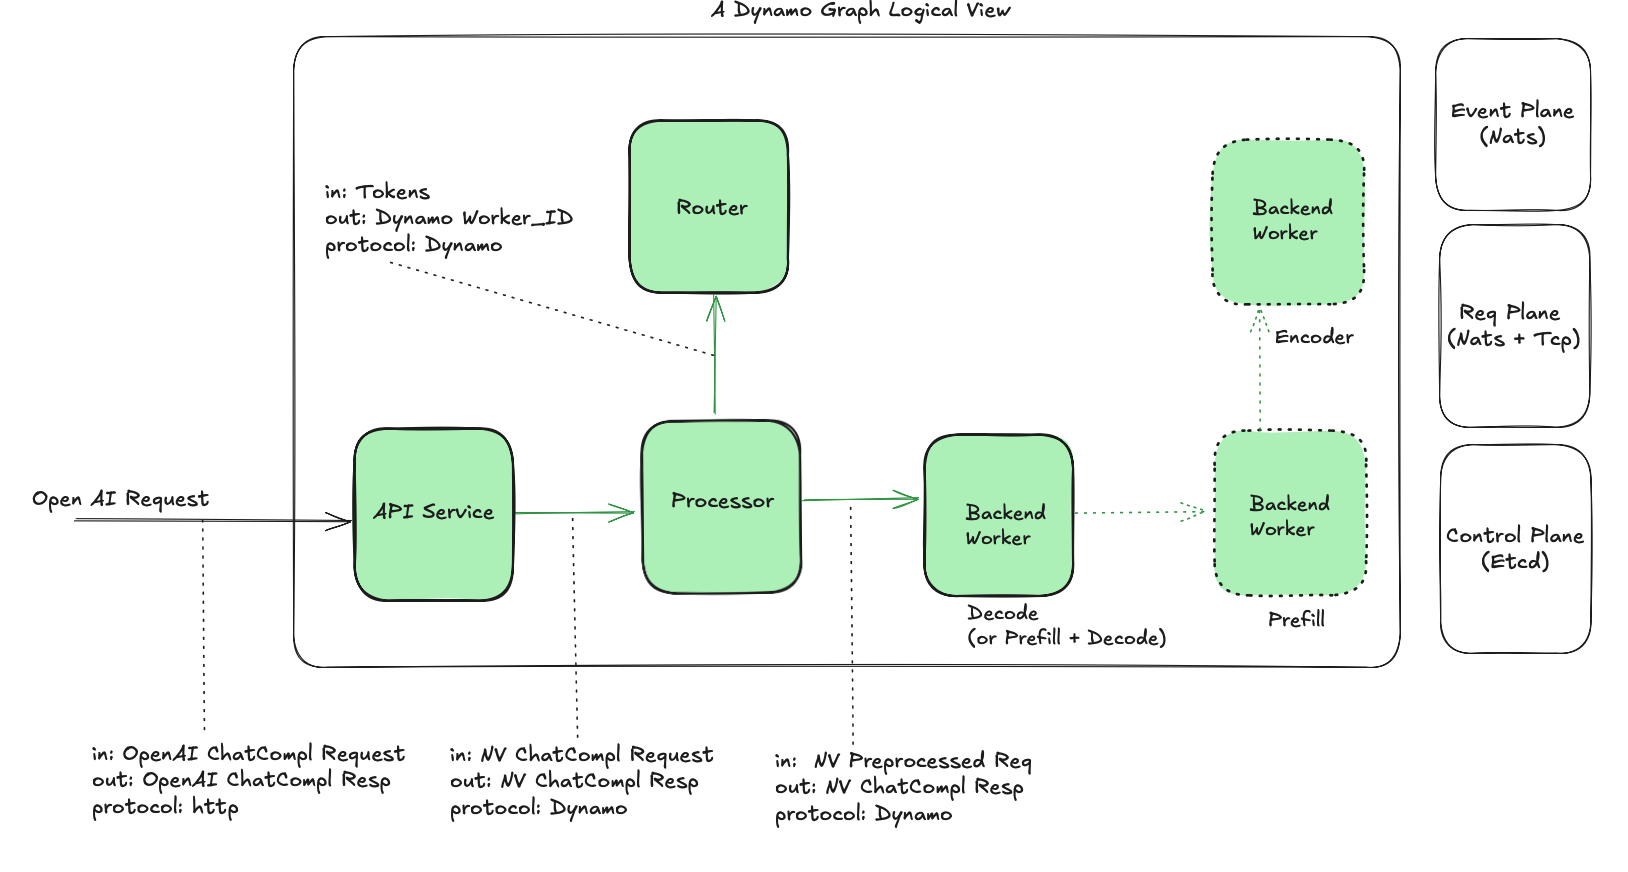 A Dynamo Graph Logical View
in: Tokens
out: Dynamo Worker_ID
protocol: Dynamo
Router
Backend
Worker
Encoder
Event Plane
(Nats)
Req Plane
(Nats + Tcp)
Open AI Request
API Service
Processor
Backend
Worker
Decode
(or Prefill + Decode)
Backend
Worker
Prefill
Control Plane
(Etcd)
in: OpenAI ChatCompl Request
out: OpenAI ChatCompl Resp
protocol: http
in: NV ChatCompl Request
out: NV ChatCompl Resp
protocol: Dynamo
in: NV Preprocessed Req
out: NV ChatCompl Resp
protocol: Dynamo